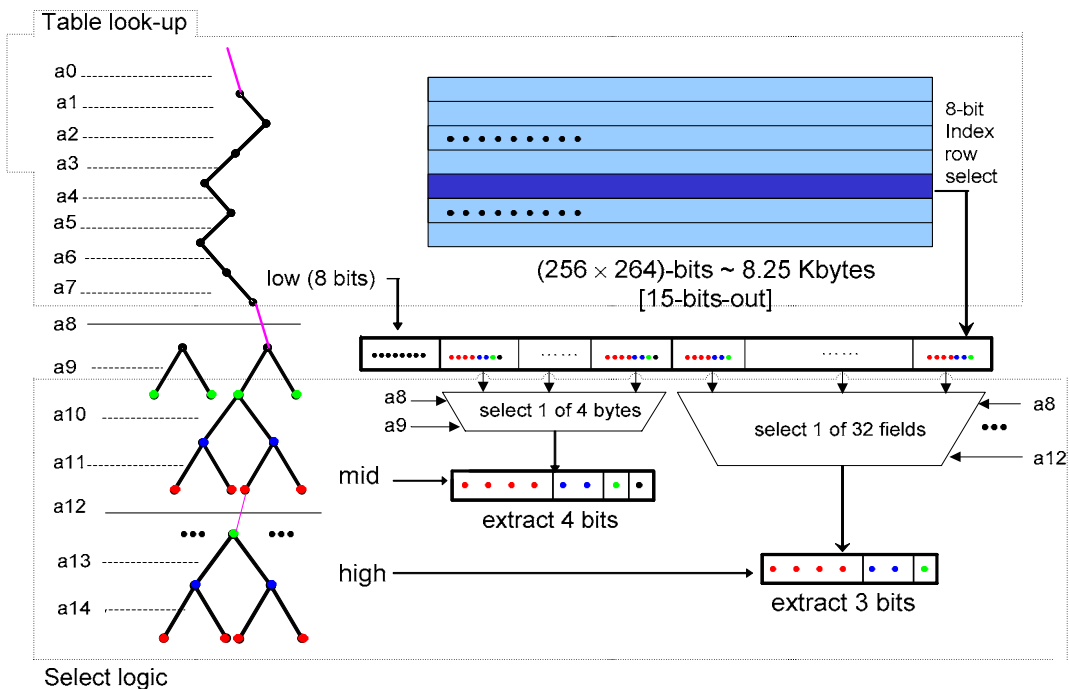 Table look-up
a0
a1
a2
a3
a4
a5
a6
a7
a8
a9
a10
a11
a12
a13
a14
8-bit
Index
row
select
(256 × 264)-bits ~ 8.25 Kbytes
[15-bits-out]
low (8 bits)
a8
a9
select 1 of 4 bytes
select 1 of 32 fields
a8
a12
mid
extract 4 bits
high
extract 3 bits
Select logic